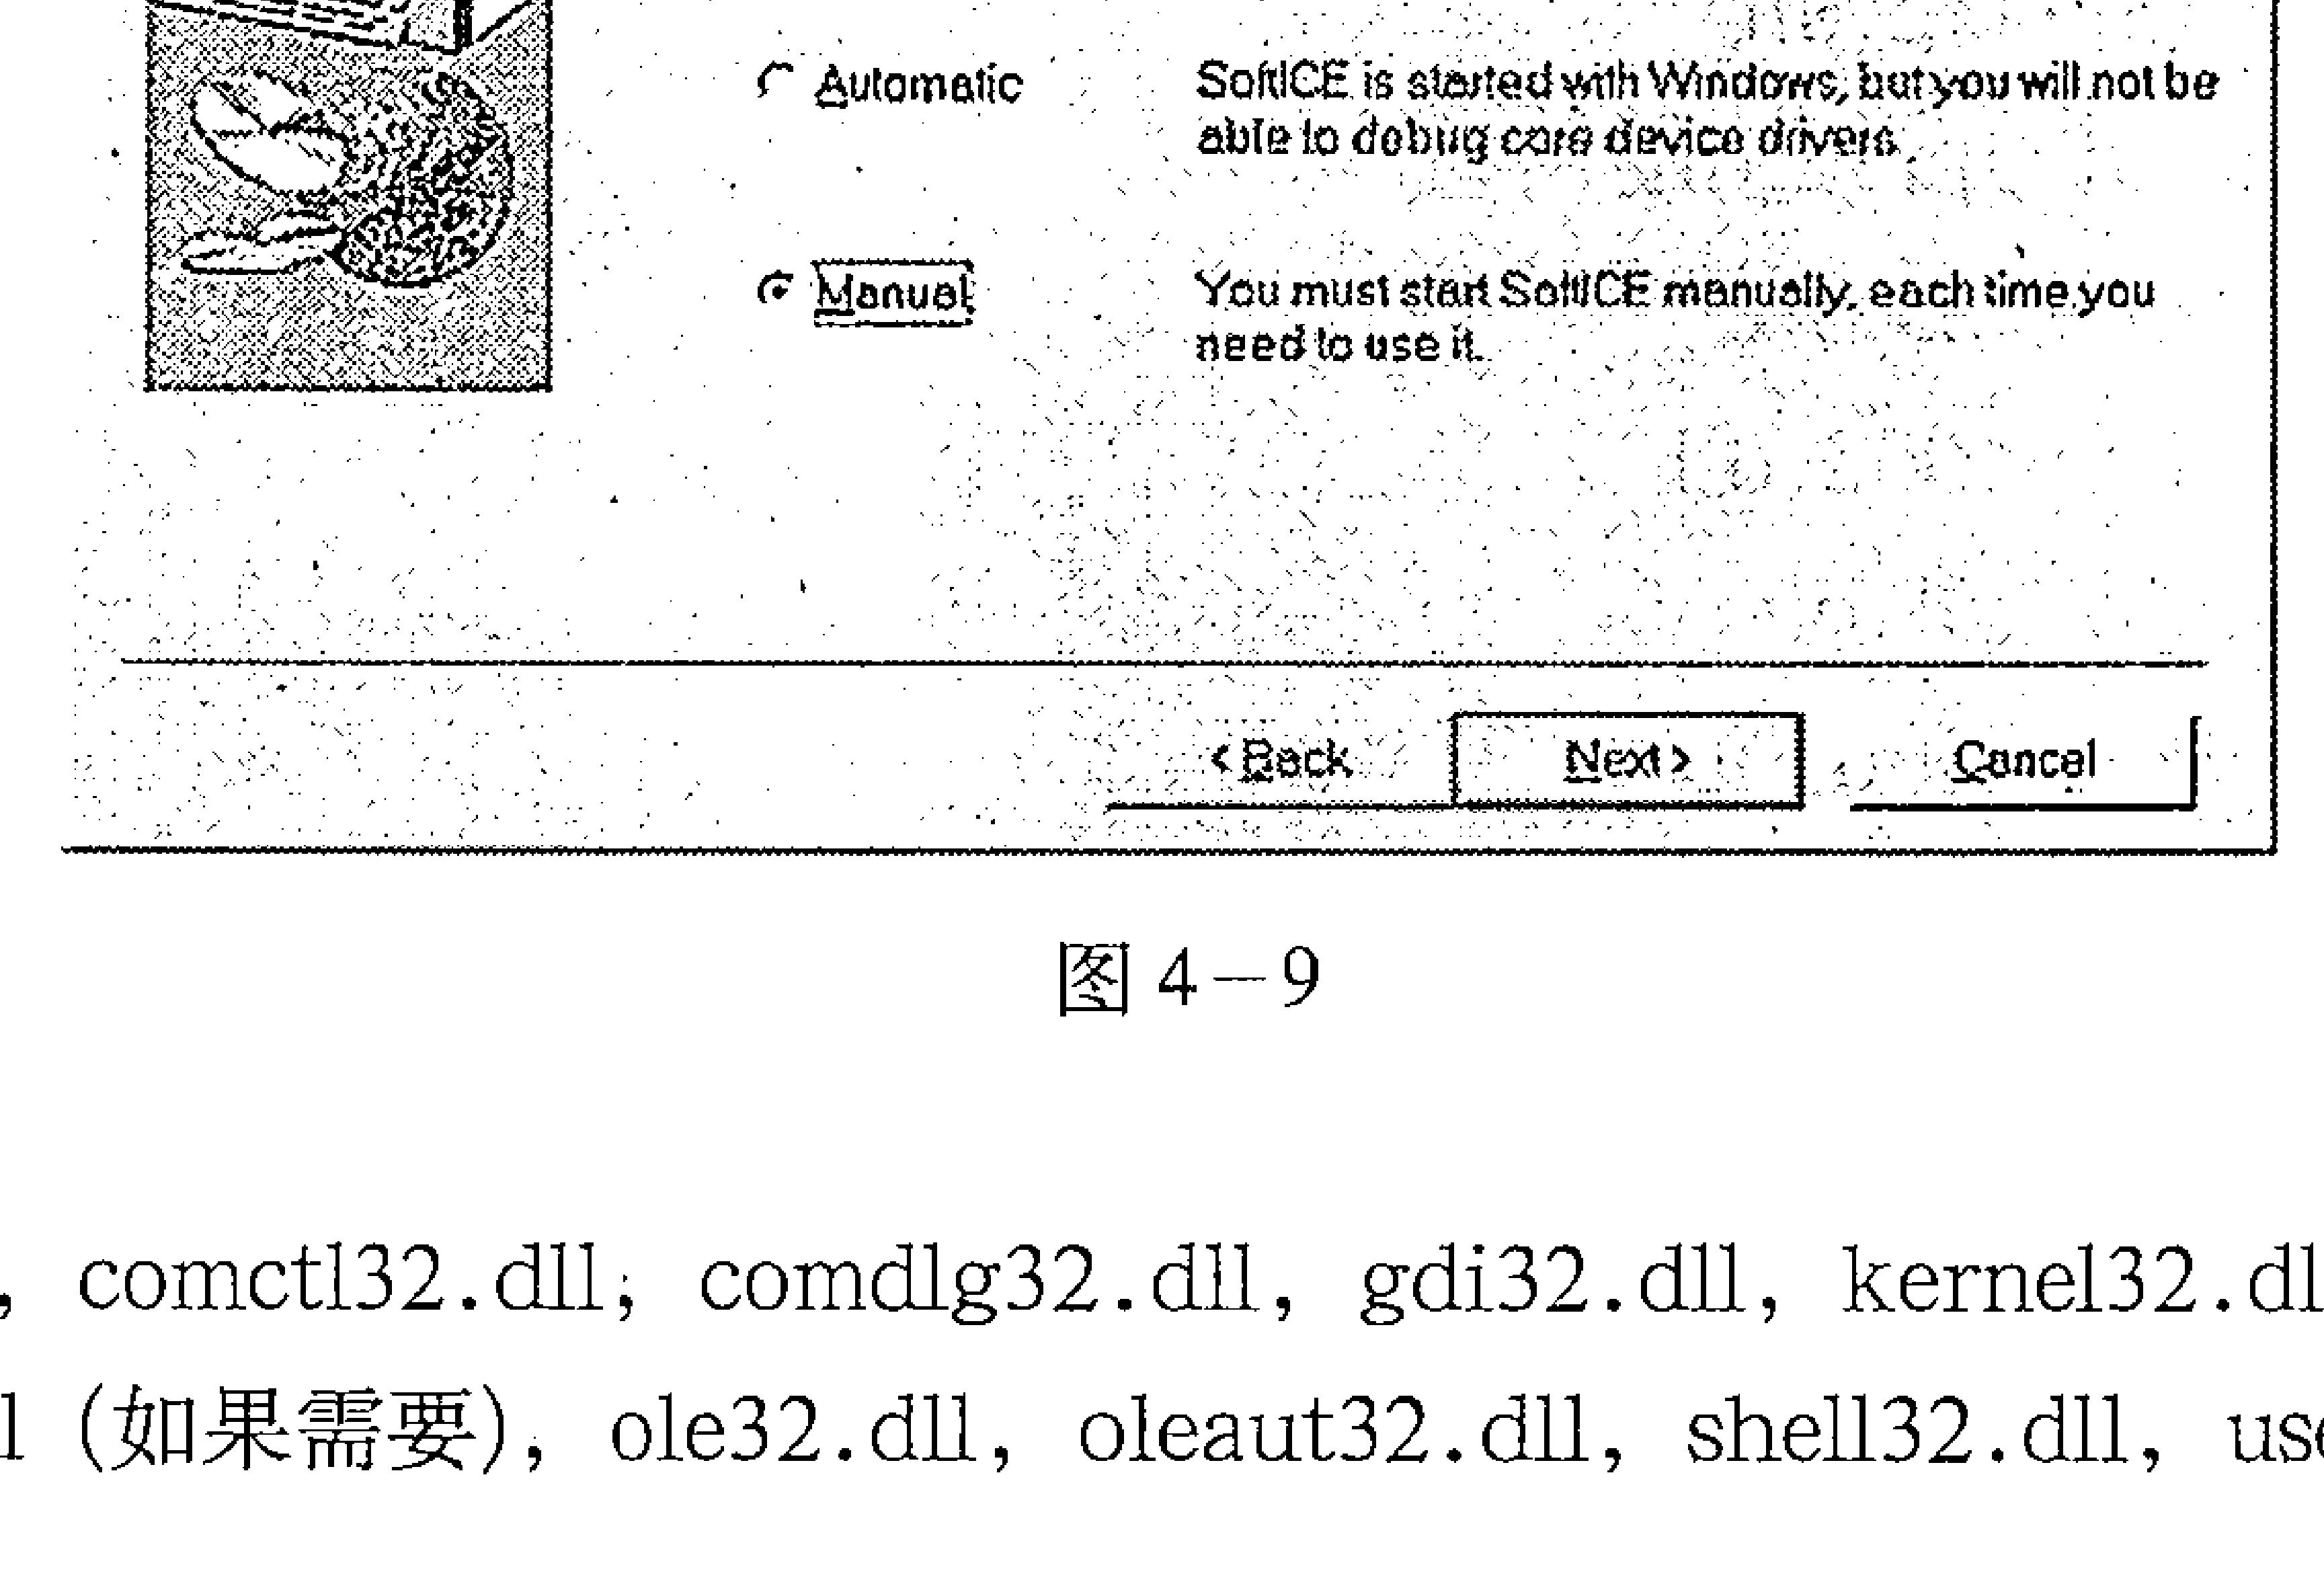 Automatic
SoftICE is started with Windows, but you will not be
able to debug core device drivers.
Manual
You must start SoftICE manually, each time you
need to use it.
< Back Next > Cancel
图 4－9
, comctl32.dll; comdlg32.dll, gdi32.dll, kernel32.dl
l (如果需要), ole32.dll, oleaut32.dll, shell32.dll, use